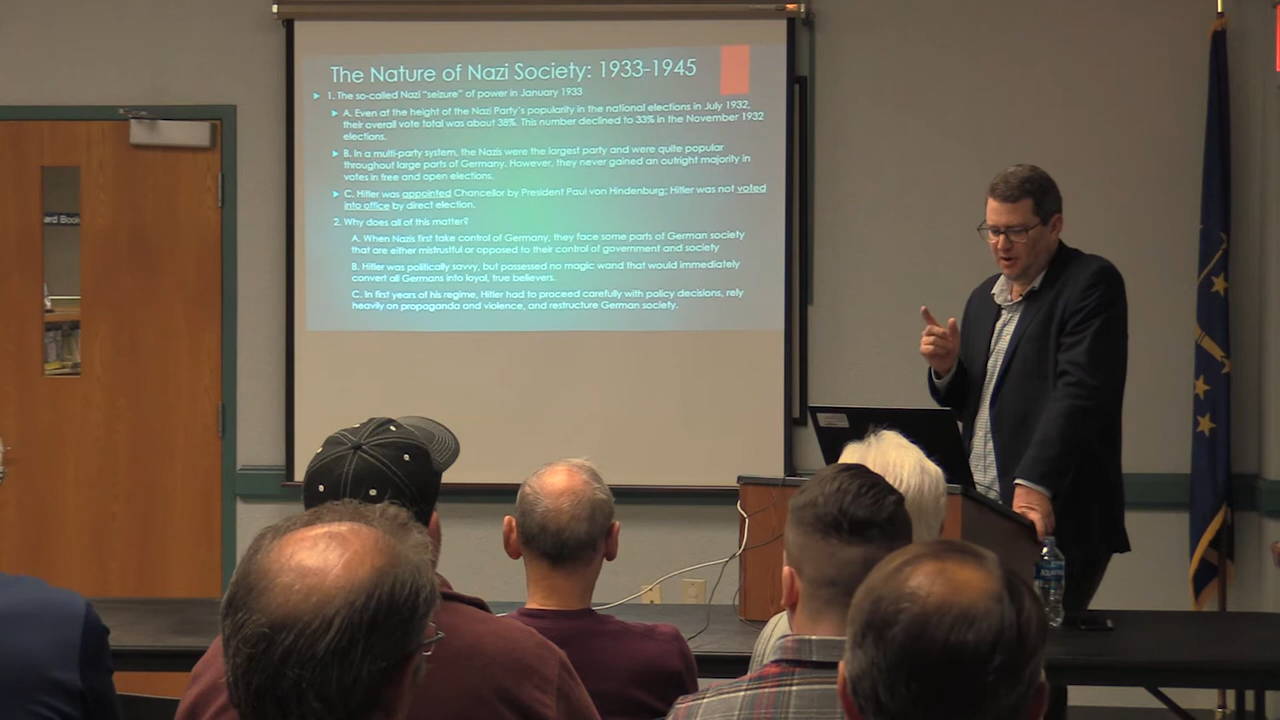 The Nature of Nazi Society: 1933-1945
1. The so-called Nazi "seizure" of power in January 1933
A. Even at the height of the Nazi Party's popularity in the national elections in July 1932,
their overall vote total was about 38%. This number declined to 33% in the November 1932
elections.
B. In a multi-party system, the Nazis were the largest party and were quite popular
throughout large parts of Germany. However, they never gained an outright majority in
votes in free and open elections.
C. Hitler was appointed Chancellor by President Paul von Hindenburg; Hitler was not voted
into office by direct election.
2. Why does all of this matter?
A. When Nazis first take control of Germany, they face some parts of German society
that are either mistrustful or opposed to their control of government and society
B. Hitler was politically savvy, but possessed no magic wand that would immediately
convert all Germans into loyal, true believers.
C. In first years of his regime, Hitler had to proceed carefully with policy decisions, rely
heavily on propaganda and violence, and restructure German society.
ard Book